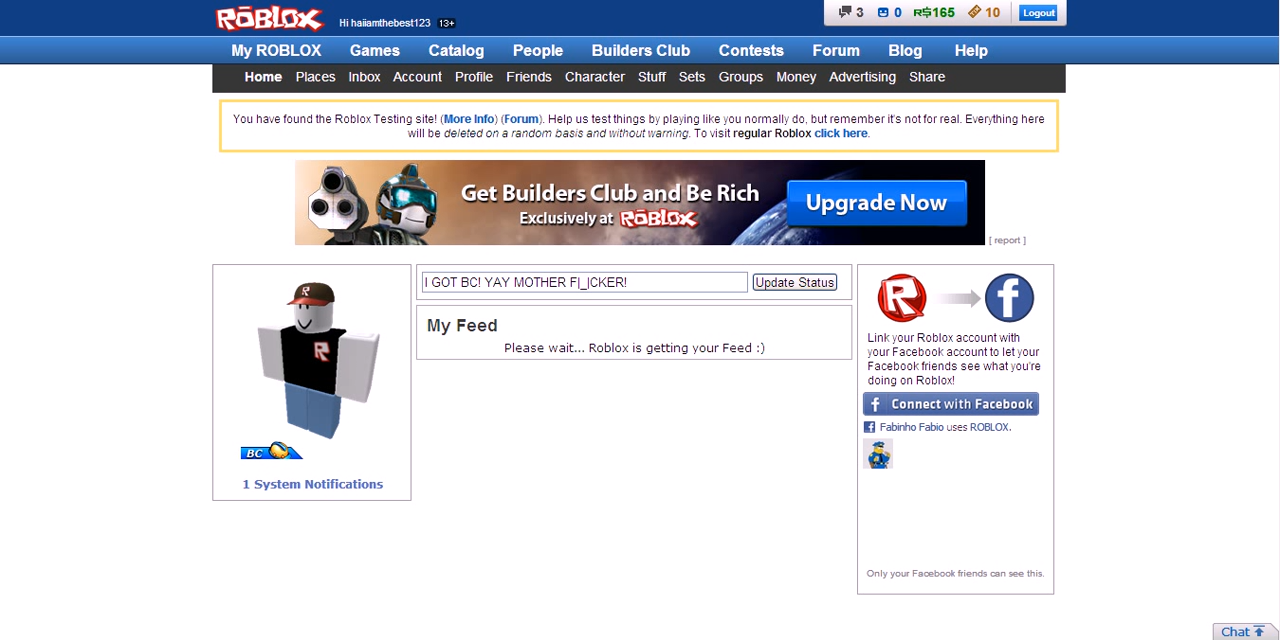 ROBLOX
Hi haiiamthebest123 13+
3 0 R$165 10 Logout
My ROBLOX Games Catalog People Builders Club Contests Forum Blog Help
Home Places Inbox Account Profile Friends Character Stuff Sets Groups Money Advertising Share
You have found the Roblox Testing site! (More Info) (Forum). Help us test things by playing like you normally do, but remember it's not for real. Everything here
will be deleted on a random basis and without warning. To visit regular Roblox click here.
Get Builders Club and Be Rich
Exclusively at ROBLOX
Upgrade Now
[ report ]
R
R
BC
1 System Notifications
I GOT BC! YAY MOTHER F|_|CKER!
Update Status
My Feed
Please wait... Roblox is getting your Feed :)
R f
Link your Roblox account with
your Facebook account to let your
Facebook friends see what you're
doing on Roblox!
f Connect with Facebook
f Fabinho Fabio uses ROBLOX.
Only your Facebook friends can see this.
Chat